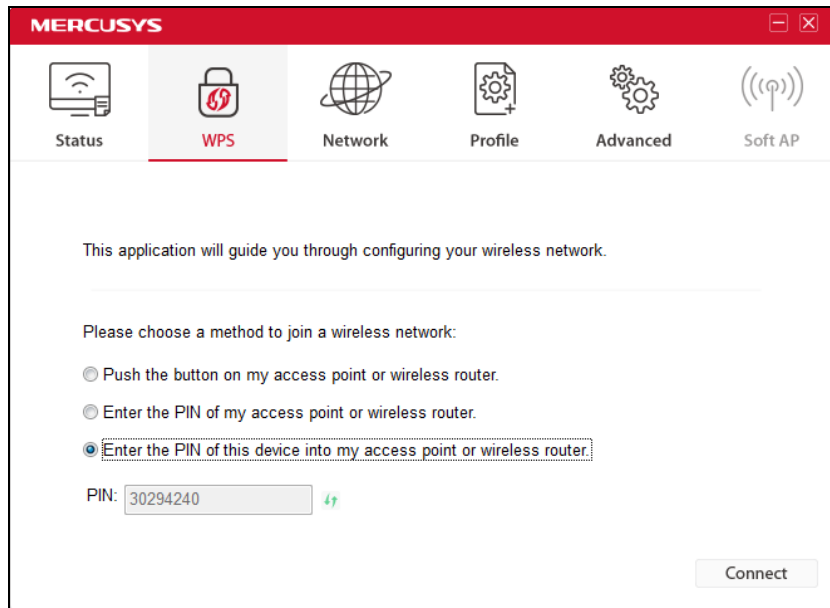 MERCUSYS
Status WPS Network Profile Advanced Soft AP
This application will guide you through configuring your wireless network.
Please choose a method to join a wireless network:
Push the button on my access point or wireless router.
Enter the PIN of my access point or wireless router.
Enter the PIN of this device into my access point or wireless router.
PIN: 30294240
Connect